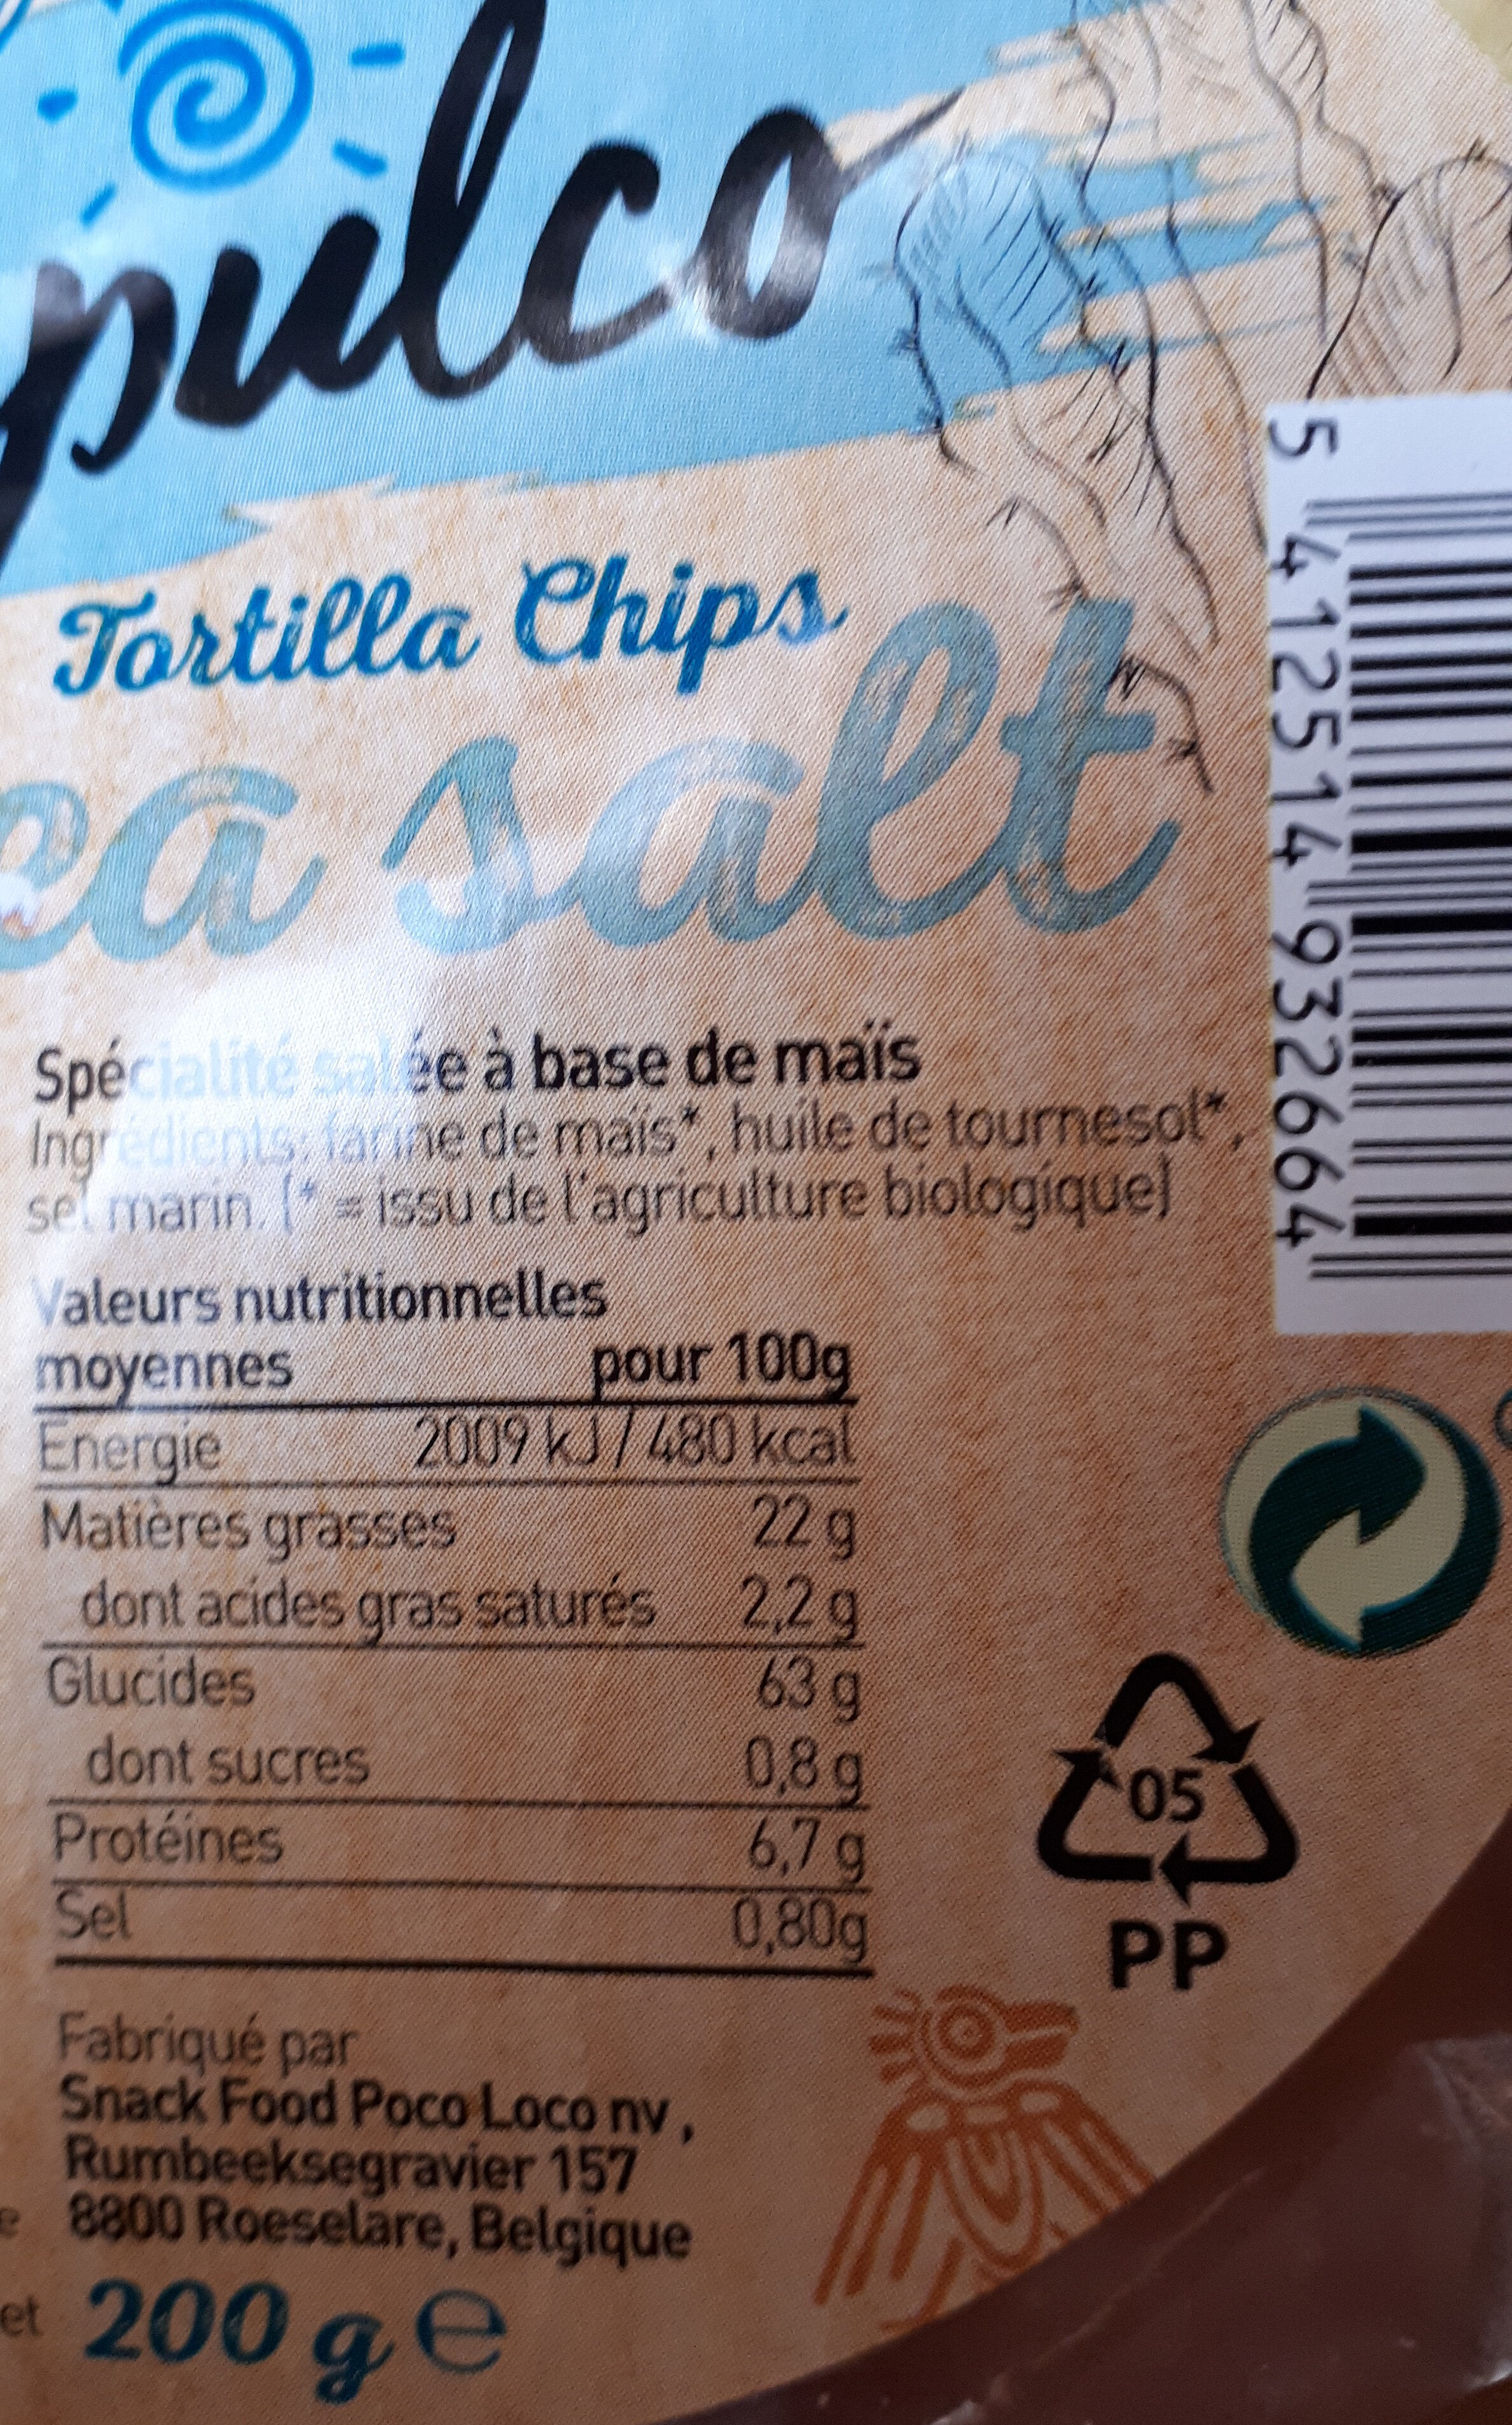 pulco
Tortilla Chips
ea salt
Spécialité salée à base de maïs
Ingrédients: farine de maïs*, huile de tournesol*,
sel marin. (* = issu de l'agriculture biologique)
Valeurs nutritionnelles
moyennes pour 100g
Energie 2009 kJ / 480 kcal
Matières grasses 22 g
dont acides gras saturés 2,2 g
Glucides 63 g
dont sucres 0,8 g
Protéines 6,7 g
Sel 0,80g
Fabriqué par
Snack Food Poco Loco nv,
Rumbeeksegravier 157
e 8800 Roeselare, Belgique
et 200 g e
5 412514 932664
05
PP